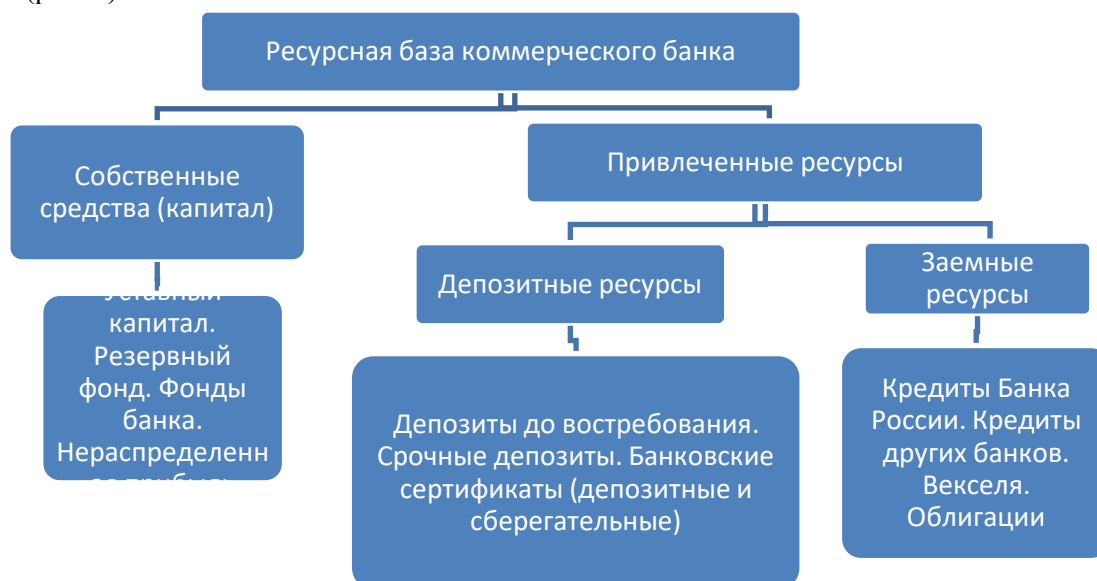 Ресурсная база коммерческого банка
Собственные
средства (капитал)
Привлеченные ресурсы
Депозитные ресурсы
Заемные
ресурсы
капитал.
Резервный
фонд. Фонды
банка.
Нераспределенн
Депозиты до востребования.
Срочные депозиты. Банковские
сертификаты (депозитные и
сберегательные)
Кредиты Банка
России. Кредиты
других банков.
Векселя.
Облигации